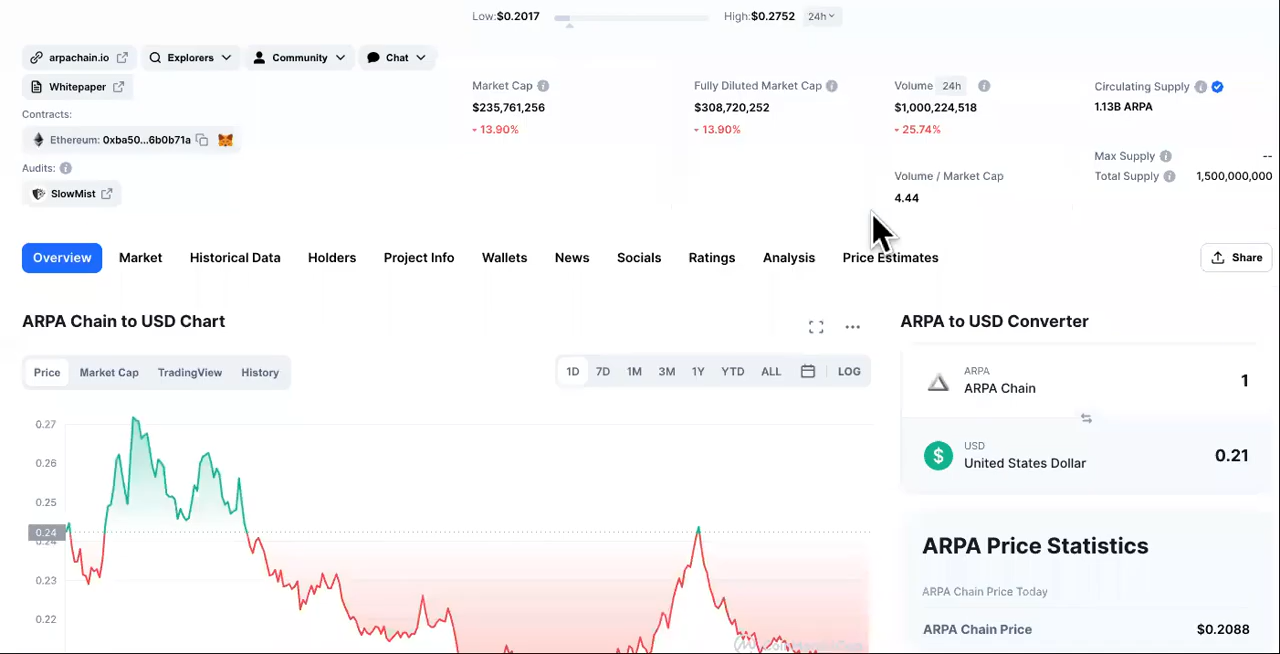 Low:$0.2017 High:$0.2752 24h
arpachain.io Explorers Community Chat
Whitepaper
Contracts:
Ethereum: 0xba50...6b0b71a
Audits:
SlowMist
Market Cap
$235,761,256
13.90%
Fully Diluted Market Cap
$308,720,252
13.90%
Volume 24h
$1,000,224,518
25.74%
Volume / Market Cap
4.44
Circulating Supply
1.13B ARPA
Max Supply --
Total Supply 1,500,000,000
Overview Market Historical Data Holders Project Info Wallets News Socials Ratings Analysis Price Estimates Share
ARPA Chain to USD Chart
Price Market Cap TradingView History
1D 7D 1M 3M 1Y YTD ALL LOG
0.27
0.26
0.25
0.24
0.24
0.23
0.22
ARPA to USD Converter
ARPA
ARPA Chain
1
USD
United States Dollar
0.21
ARPA Price Statistics
ARPA Chain Price Today
ARPA Chain Price $0.2088